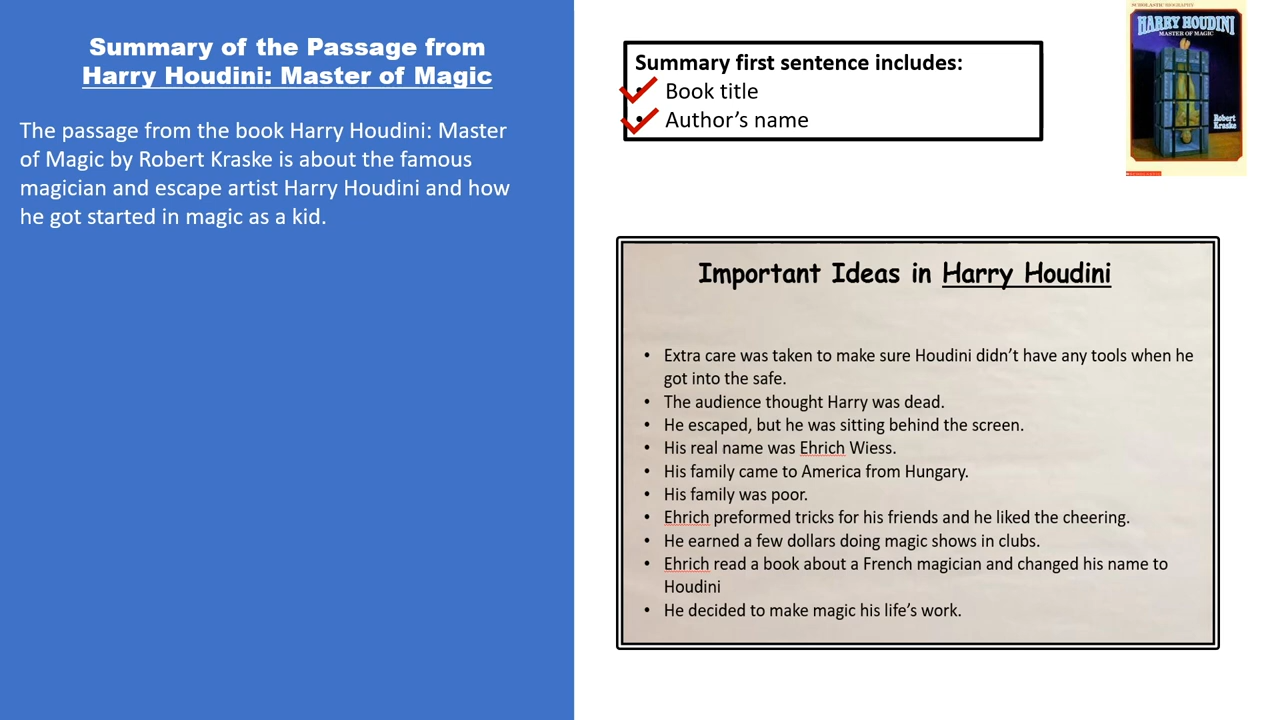 Summary of the Passage from
Harry Houdini: Master of Magic
The passage from the book Harry Houdini: Master
of Magic by Robert Kraske is about the famous
magician and escape artist Harry Houdini and how
he got started in magic as a kid.
Summary first sentence includes:
• Book title
• Author’s name
SCHOLASTIC BIOGRAPHY
HARRY HOUDINI
MASTER OF MAGIC
Robert
Kraske
Important Ideas in Harry Houdini
• Extra care was taken to make sure Houdini didn’t have any tools when he
got into the safe.
• The audience thought Harry was dead.
• He escaped, but he was sitting behind the screen.
• His real name was Ehrich Wiess.
• His family came to America from Hungary.
• His family was poor.
• Ehrich preformed tricks for his friends and he liked the cheering.
• He earned a few dollars doing magic shows in clubs.
• Ehrich read a book about a French magician and changed his name to
Houdini
• He decided to make magic his life’s work.